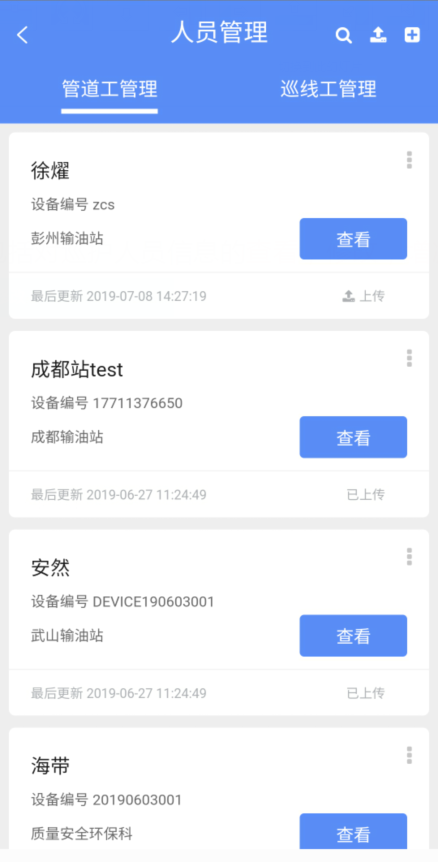 人员管理
管道工管理 巡线工管理
徐燿
设备编号 zcs
彭州输油站
查看
最后更新 2019-07-08 14:27:19 上传
成都站test
设备编号 17711376650
成都输油站
查看
最后更新 2019-06-27 11:24:49 已上传
安然
设备编号 DEVICE190603001
武山输油站
查看
最后更新 2019-06-27 11:24:49 已上传
海带
设备编号 20190603001
质量安全环保科
查看